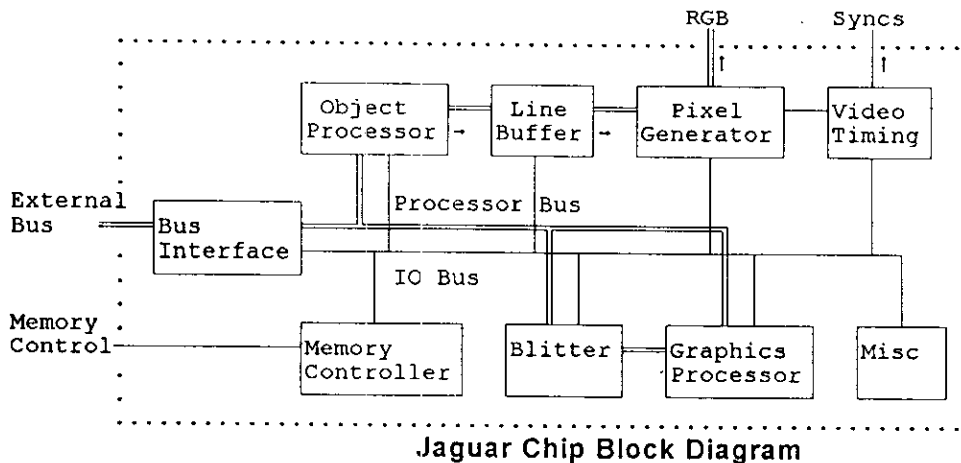 RGB Syncs
Object
Processor
Line
Buffer
Pixel
Generator
Video
Timing
External
Bus
Bus
Interface
Processor Bus
IO Bus
Memory
Control
Memory
Controller
Blitter
Graphics
Processor
Misc
Jaguar Chip Block Diagram